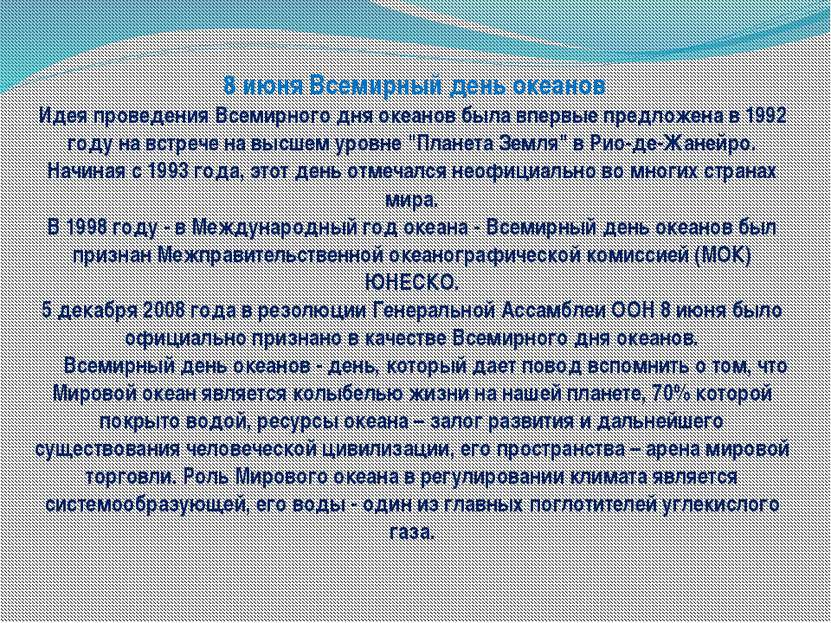 8 июня Всемирный день океанов
Идея проведения Всемирного дня океанов была впервые предложена в 1992
году на встрече на высшем уровне "Планета Земля" в Рио-де-Жанейро.
Начиная с 1993 года, этот день отмечался неофициально во многих странах
мира.
В 1998 году - в Международный год океана - Всемирный день океанов был
признан Межправительственной океанографической комиссией (МОК)
ЮНЕСКО.
5 декабря 2008 года в резолюции Генеральной Ассамблеи ООН 8 июня было
официально признано в качестве Всемирного дня океанов.
Всемирный день океанов - день, который дает повод вспомнить о том, что
Мировой океан является колыбелью жизни на нашей планете, 70% которой
покрыто водой, ресурсы океана – залог развития и дальнейшего
существования человеческой цивилизации, его пространства – арена мировой
торговли. Роль Мирового океана в регулировании климата является
системообразующей, его воды - один из главных поглотителей углекислого
газа.